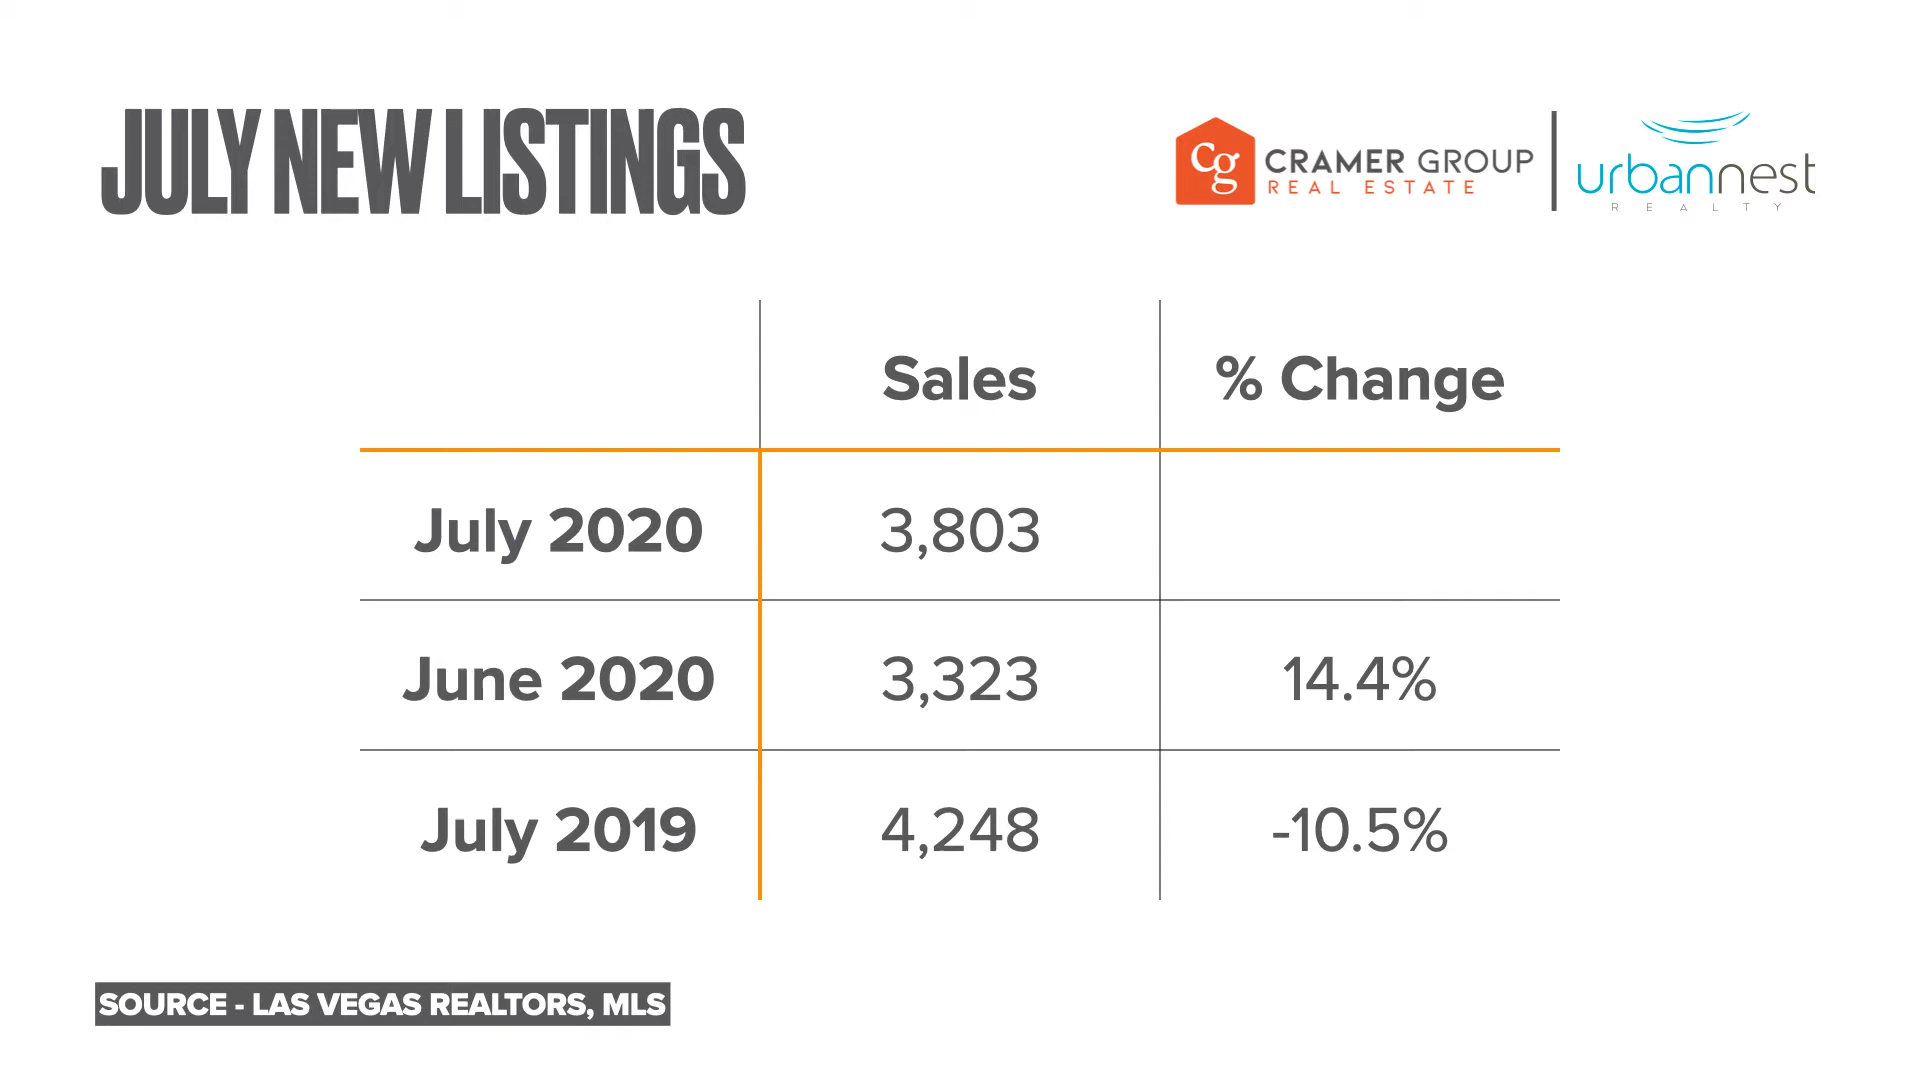 JULY NEW LISTINGS
Cg CRAMER GROUP
REAL ESTATE
urbannest
REALTY
Sales % Change
July 2020 3,803
June 2020 3,323 14.4%
July 2019 4,248 -10.5%
SOURCE - LAS VEGAS REALTORS, MLS